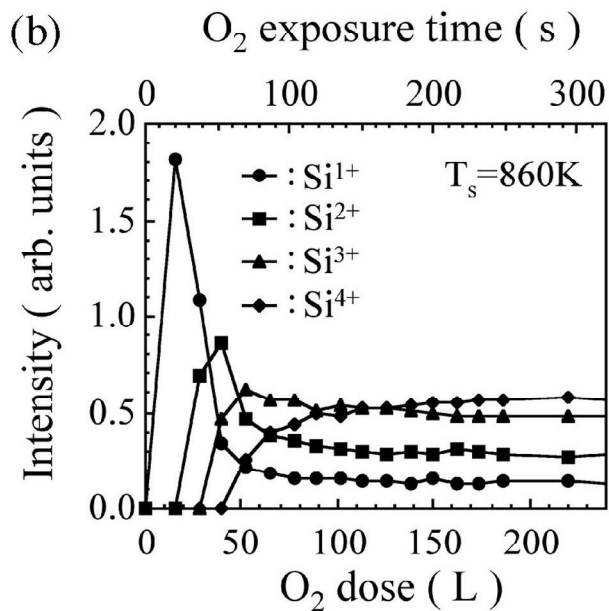 (b)
O₂ exposure time ( s )
0 100 200 300
Intensity ( arb. units )
2.0
1.5
1.0
0.5
0.0
Tₛ=860K
: Si¹⁺
: Si²⁺
: Si³⁺
: Si⁴⁺
0 50 100 150 200
O₂ dose ( L )